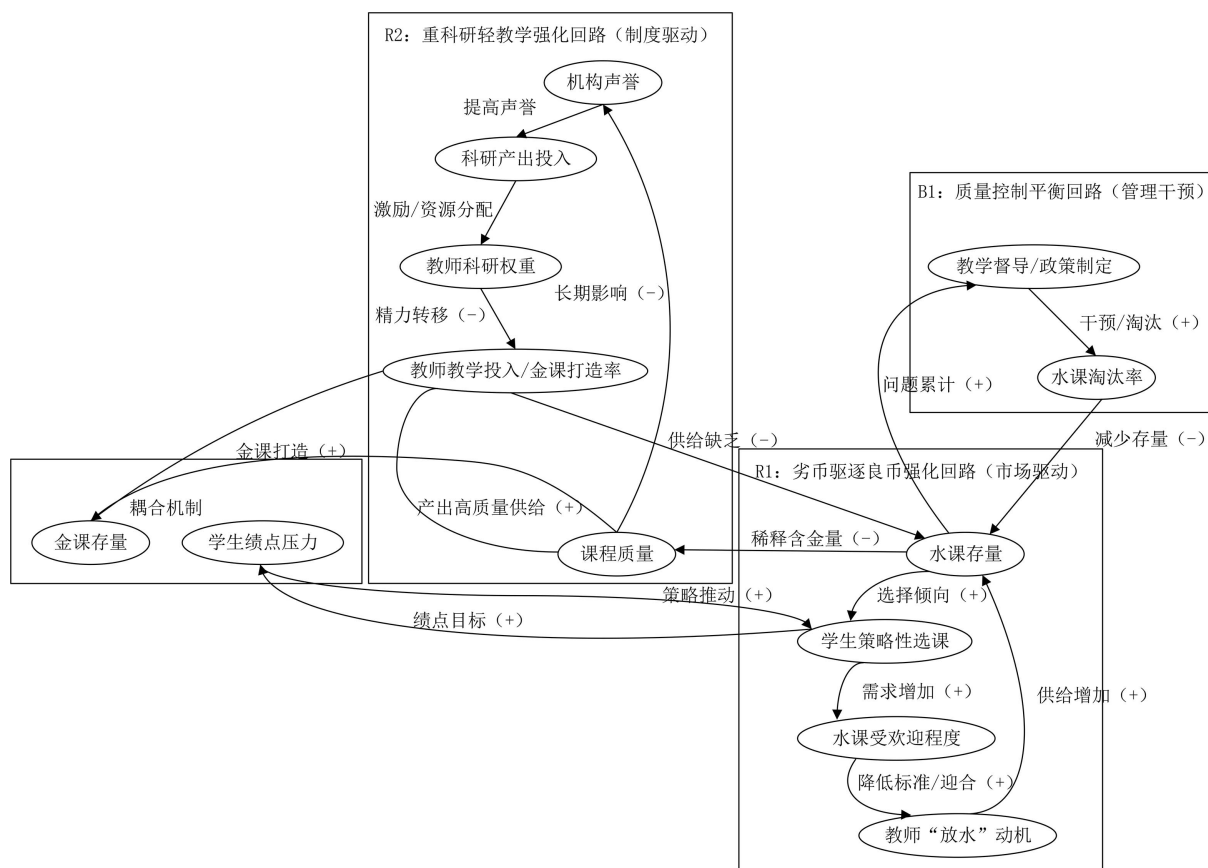 R2：重科研轻教学强化回路（制度驱动）
机构声誉
提高声誉
科研产出投入
激励/资源分配
教师科研权重
长期影响（-）
精力转移（-）
教师教学投入/金课打造率
B1：质量控制平衡回路（管理干预）
教学督导/政策制定
干预/淘汰（+）
问题累计（+）
水课淘汰率
减少存量（-）
供给缺乏（-）
金课打造（+）
R1：劣币驱逐良币强化回路（市场驱动）
耦合机制
产出高质量供给（+）
金课存量
学生绩点压力
课程质量
稀释含金量（-）
水课存量
策略推动（+）
选择倾向（+）
绩点目标（+）
学生策略性选课
需求增加（+）
供给增加（+）
水课受欢迎程度
降低标准/迎合（+）
教师“放水”动机